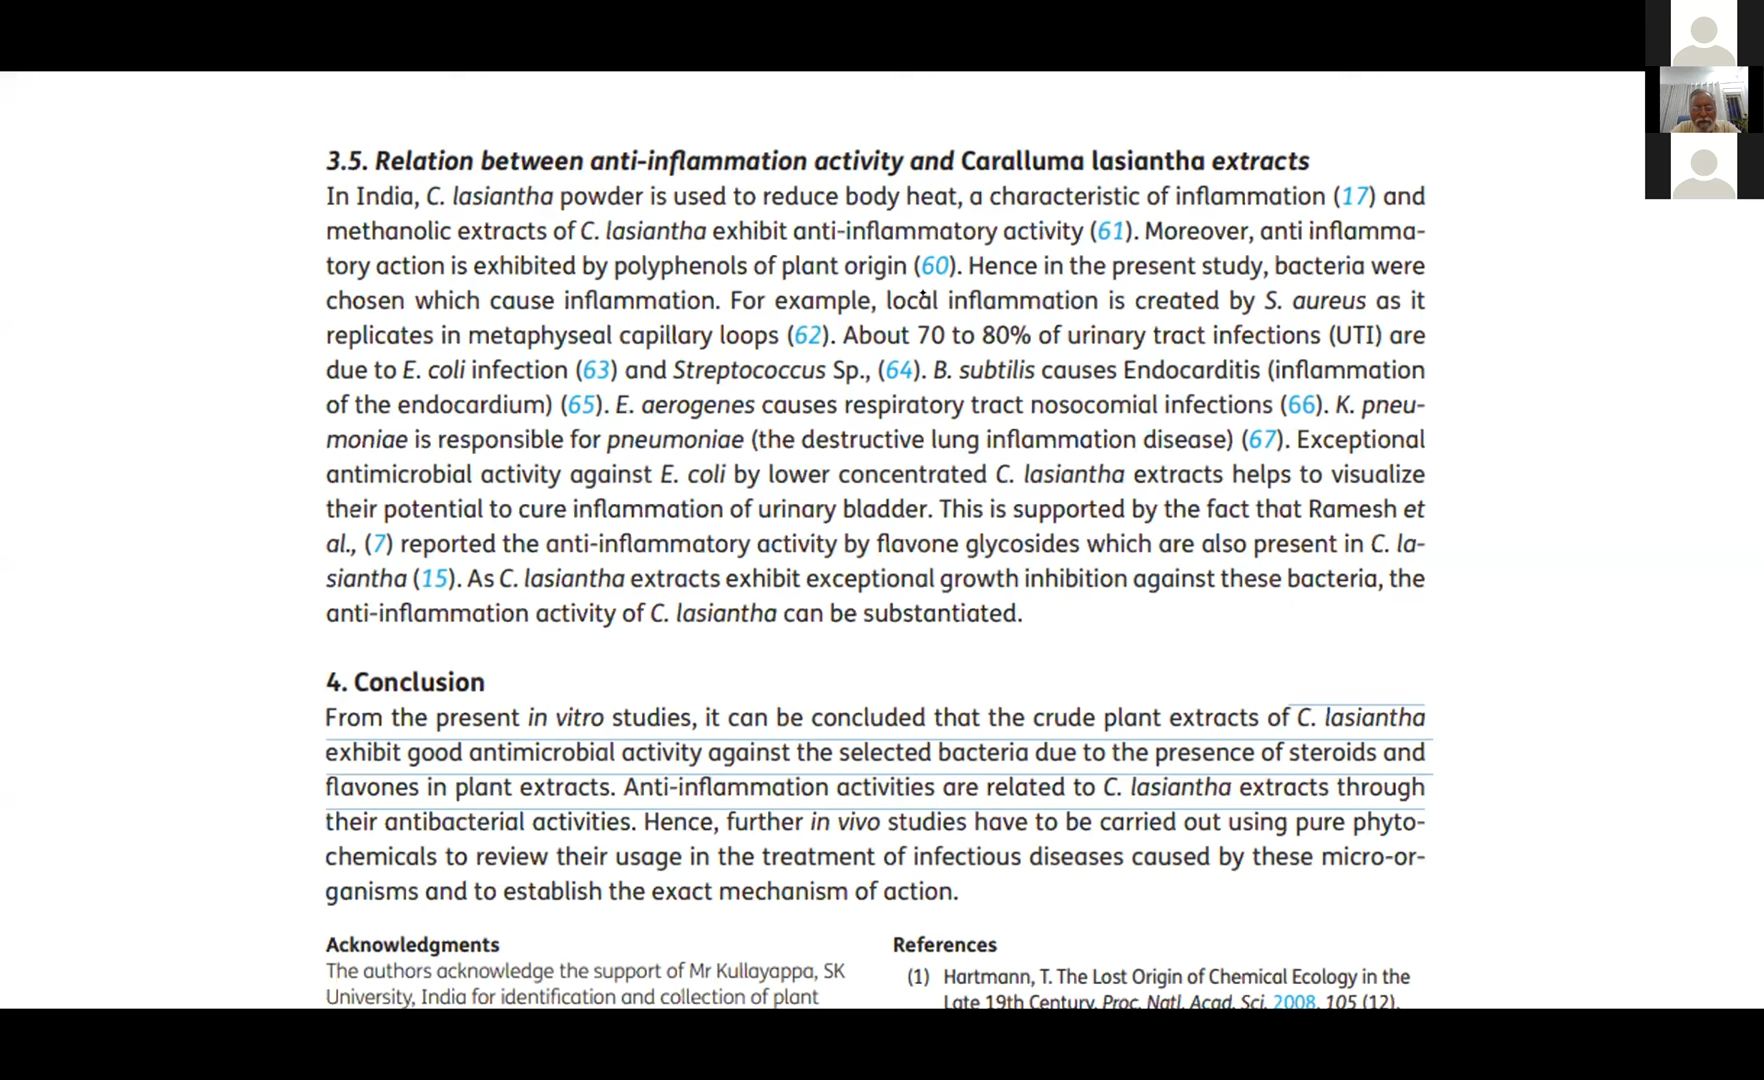 3.5. Relation between anti-inflammation activity and Caralluma lasiantha extracts
In India, C. lasiantha powder is used to reduce body heat, a characteristic of inflammation (17) and
methanolic extracts of C. lasiantha exhibit anti-inflammatory activity (61). Moreover, anti inflamma-
tory action is exhibited by polyphenols of plant origin (60). Hence in the present study, bacteria were
chosen which cause inflammation. For example, local inflammation is created by S. aureus as it
replicates in metaphyseal capillary loops (62). About 70 to 80% of urinary tract infections (UTI) are
due to E. coli infection (63) and Streptococcus Sp., (64). B. subtilis causes Endocarditis (inflammation
of the endocardium) (65). E. aerogenes causes respiratory tract nosocomial infections (66). K. pneu-
moniae is responsible for pneumoniae (the destructive lung inflammation disease) (67). Exceptional
antimicrobial activity against E. coli by lower concentrated C. lasiantha extracts helps to visualize
their potential to cure inflammation of urinary bladder. This is supported by the fact that Ramesh et
al., (7) reported the anti-inflammatory activity by flavone glycosides which are also present in C. la-
siantha (15). As C. lasiantha extracts exhibit exceptional growth inhibition against these bacteria, the
anti-inflammation activity of C. lasiantha can be substantiated.
4. Conclusion
From the present in vitro studies, it can be concluded that the crude plant extracts of C. lasiantha
exhibit good antimicrobial activity against the selected bacteria due to the presence of steroids and
flavones in plant extracts. Anti-inflammation activities are related to C. lasiantha extracts through
their antibacterial activities. Hence, further in vivo studies have to be carried out using pure phyto-
chemicals to review their usage in the treatment of infectious diseases caused by these micro-or-
ganisms and to establish the exact mechanism of action.
Acknowledgments
The authors acknowledge the support of Mr Kullayappa, SK
University, India for identification and collection of plant
References
(1) Hartmann, T. The Lost Origin of Chemical Ecology in the
Late 19th Century. Proc. Natl. Acad. Sci. 2008, 105 (12),